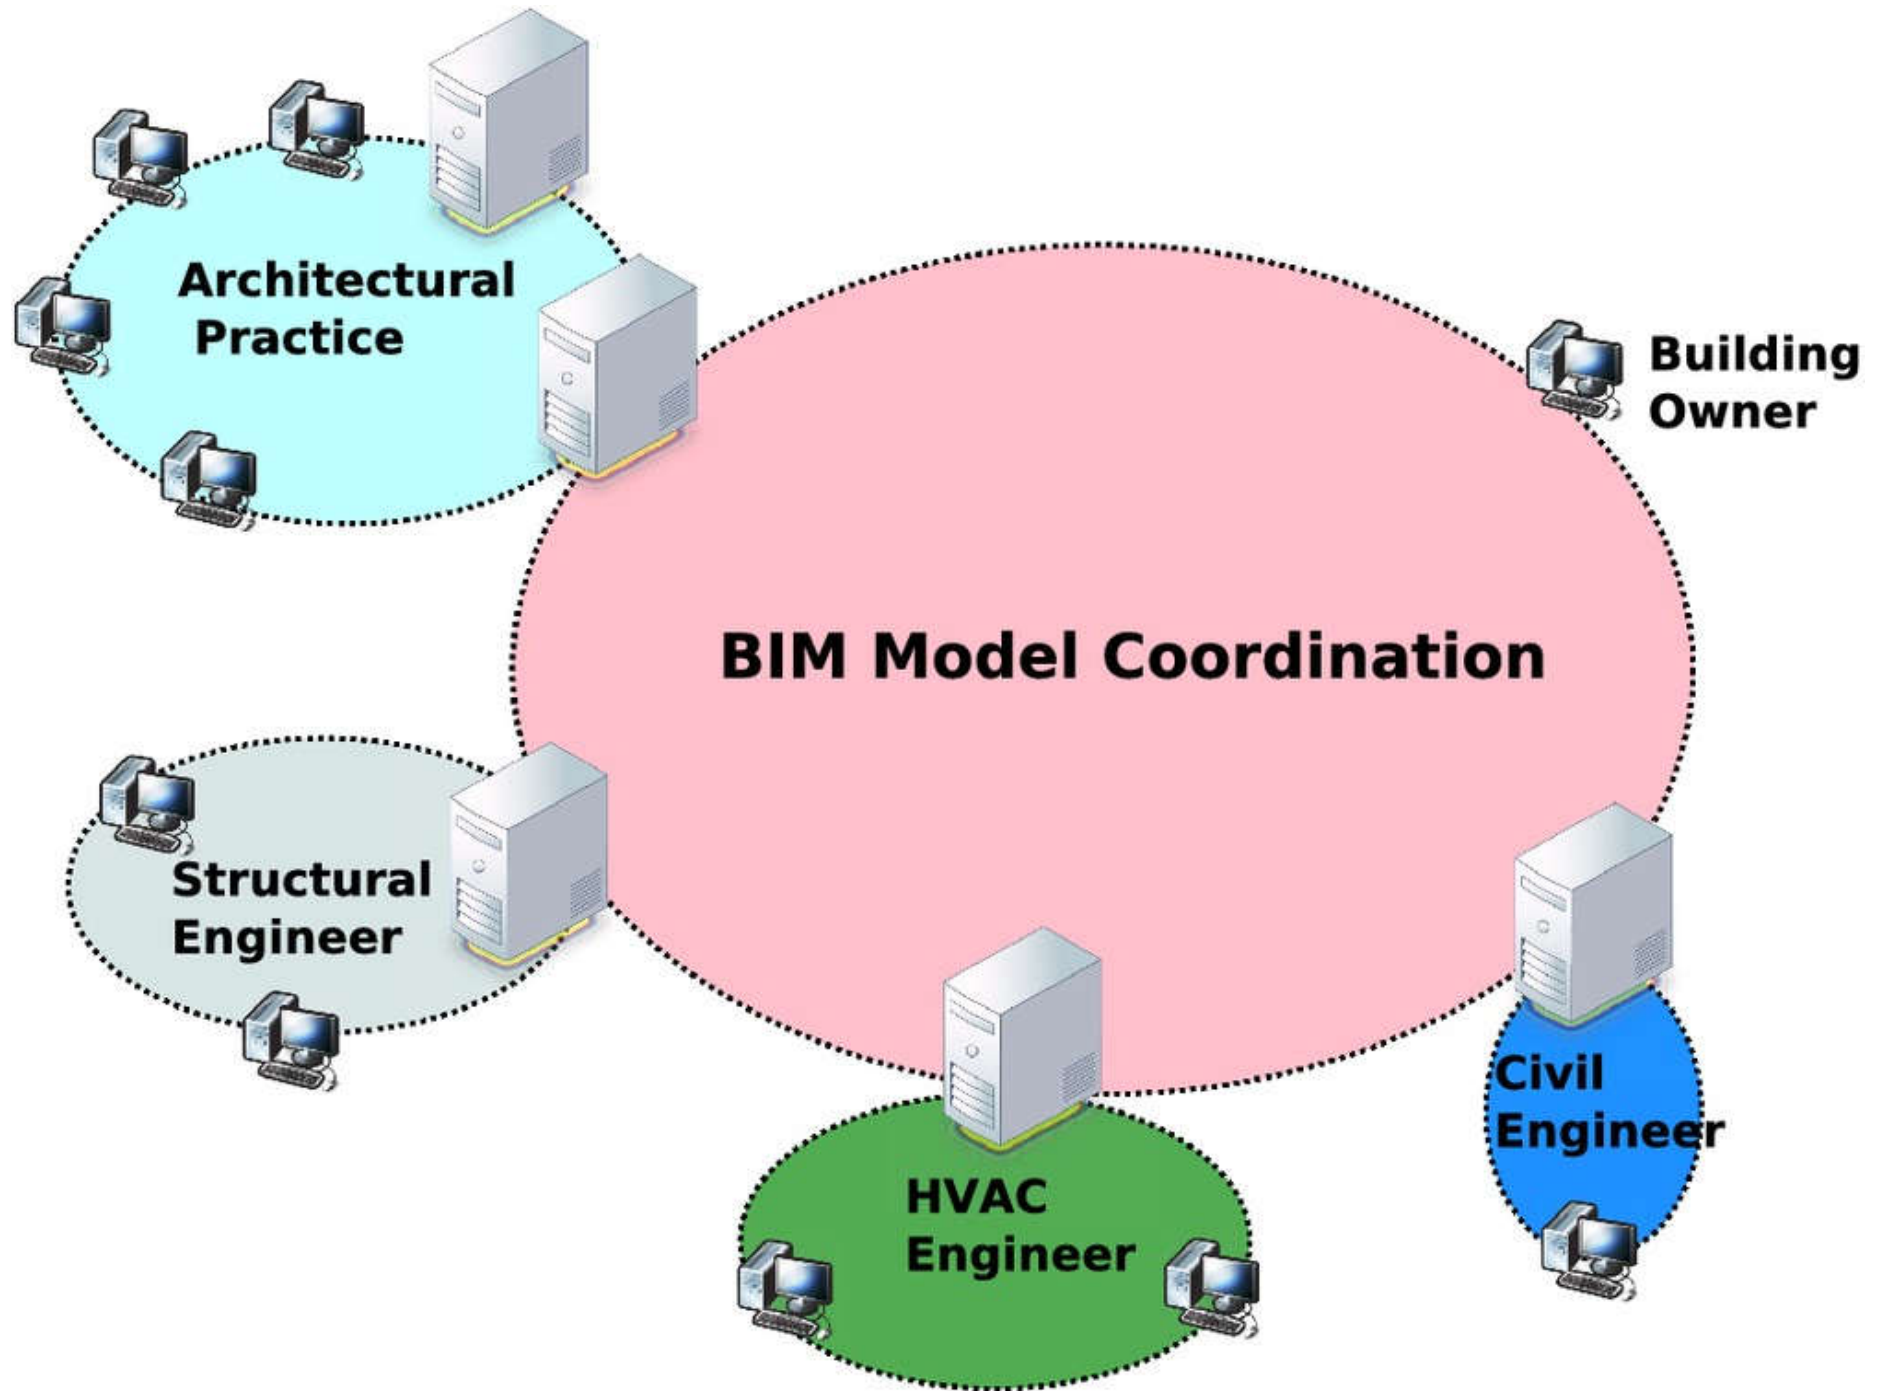 Architectural
Practice
Building
Owner
BIM Model Coordination
Structural
Engineer
HVAC
Engineer
Civil
Engineer